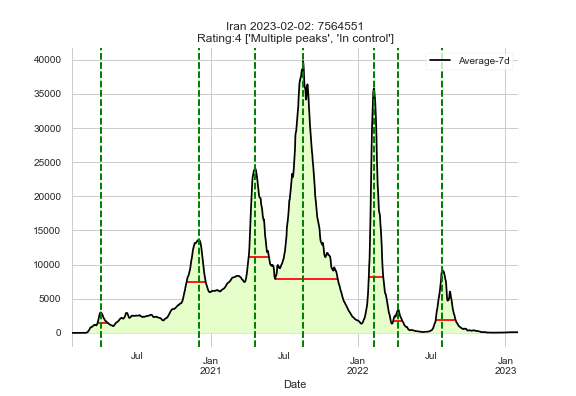 Iran 2023-02-02: 7564551
Rating:4 ['Multiple peaks', 'In control']
Average-7d
40000
35000
30000
25000
20000
15000
10000
5000
0
Jul
Jan
2021
Jul
Jan
2022
Jul
Jan
2023
Date